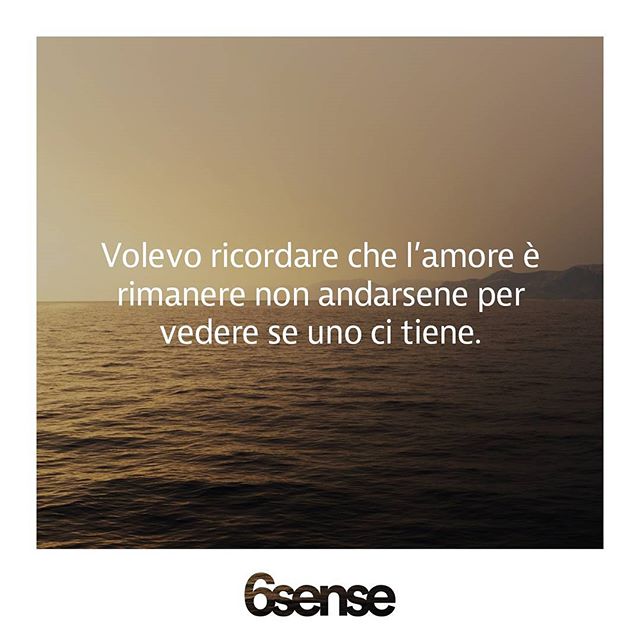 Volevo ricordare che l’amore è
rimanere non andarsene per
vedere se uno ci tiene.
6sense